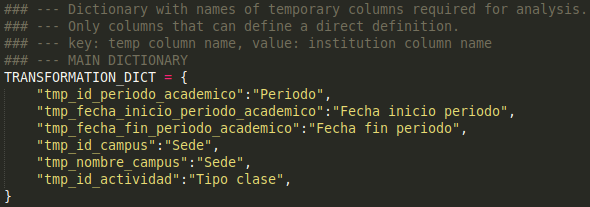 ### --- Dictionary with names of temporary columns required for analysis.
### --- Only columns that can define a direct definition.
### --- key: temp column name, value: institution column name
### --- MAIN DICTIONARY
TRANSFORMATION_DICT = {
    "tmp_id_periodo_academico":"Periodo",
    "tmp_fecha_inicio_periodo_academico":"Fecha inicio periodo",
    "tmp_fecha_fin_periodo_academico":"Fecha fin periodo",
    "tmp_id_campus":"Sede",
    "tmp_nombre_campus":"Sede",
    "tmp_id_actividad":"Tipo clase",
}